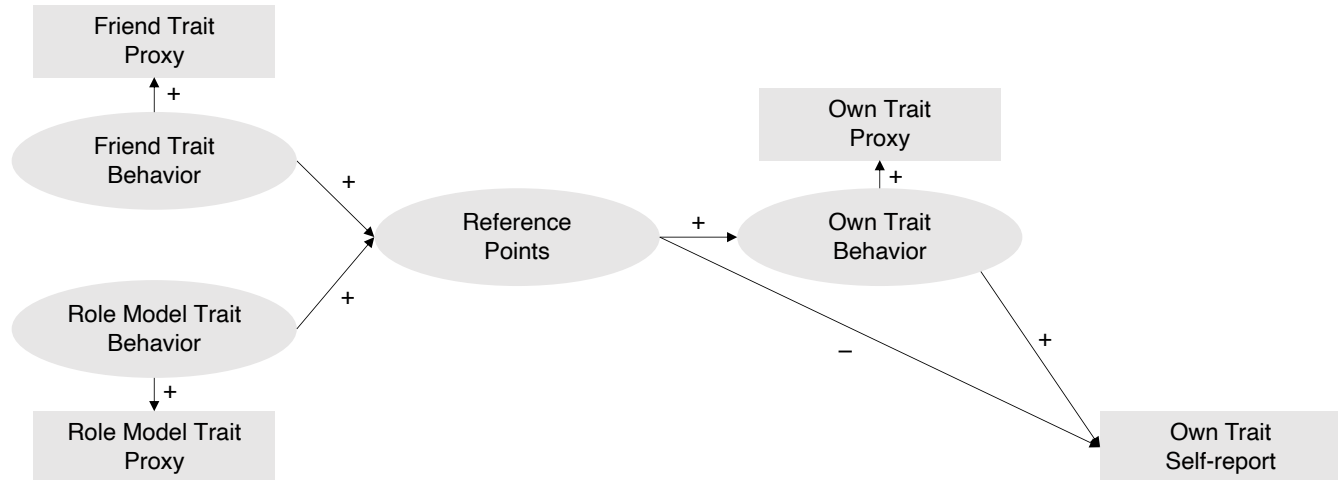 Friend Trait
Proxy
+
Friend Trait
Behavior
+
Own Trait
Proxy
+
Reference
Points
+
Own Trait
Behavior
Role Model Trait
Behavior
+
+
Role Model Trait
Proxy
–
+
Own Trait
Self-report